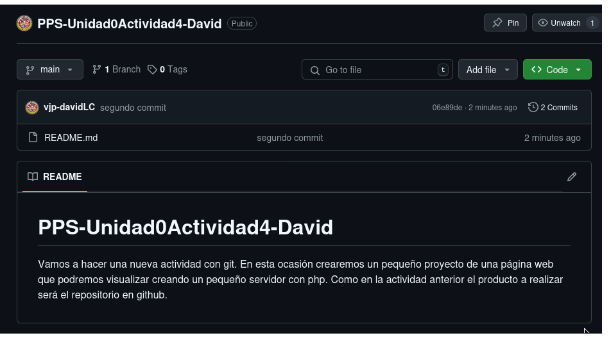 PPS-Unidad0Actividad4-David Public Pin Unwatch 1
main 1 Branch 0 Tags Go to file t Add file Code
vjp-davidLC segundo commit 06e89de · 2 minutes ago 2 Commits
README.md segundo commit 2 minutes ago
README
PPS-Unidad0Actividad4-David
Vamos a hacer una nueva actividad con git. En esta ocasión crearemos un pequeño proyecto de una página web
que podremos visualizar creando un pequeño servidor con php. Como en la actividad anterior el producto a realizar
será el repositorio en github.